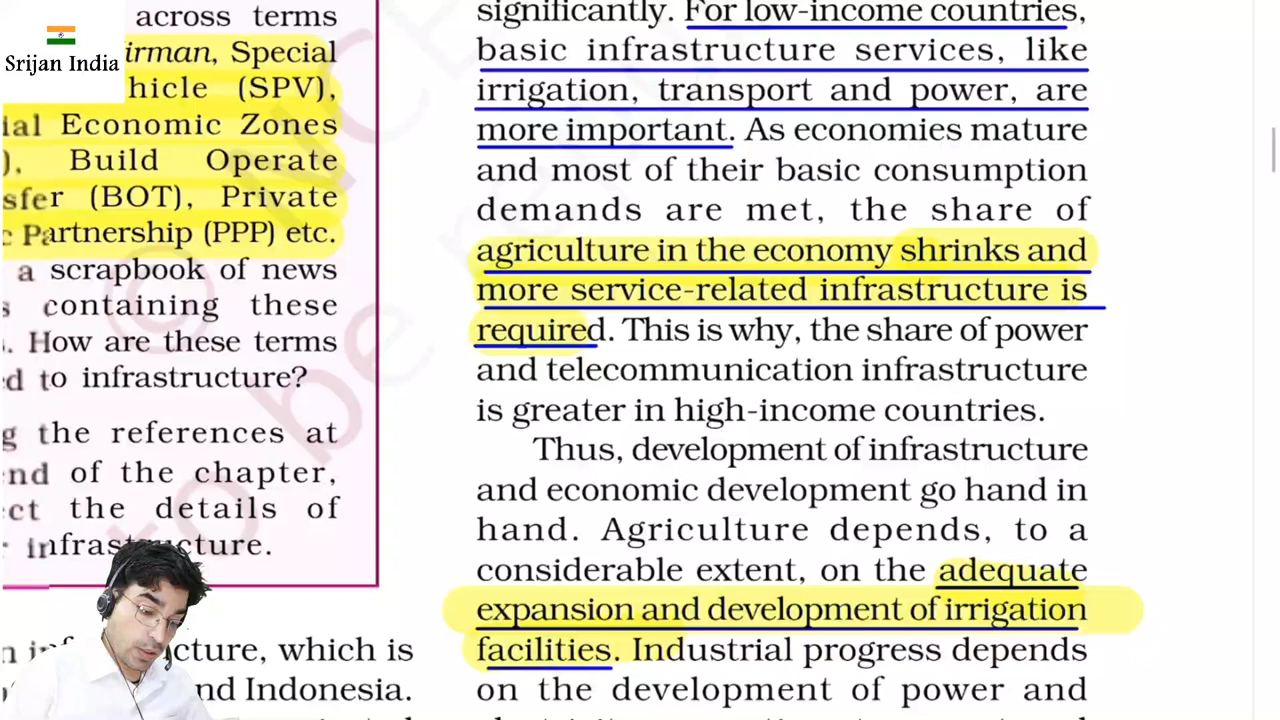 Srijan India
across terms
irman, Special
hicle (SPV),
ial Economic Zones
), Build Operate
sfer (BOT), Private
c Partnership (PPP) etc.
a scrapbook of news
s containing these
. How are these terms
ed to infrastructure?
g the references at
nd of the chapter,
ct the details of
infrastructure.
cture, which is
nd Indonesia.
significantly. For low-income countries,
basic infrastructure services, like
irrigation, transport and power, are
more important. As economies mature
and most of their basic consumption
demands are met, the share of
agriculture in the economy shrinks and
more service-related infrastructure is
required. This is why, the share of power
and telecommunication infrastructure
is greater in high-income countries.
Thus, development of infrastructure
and economic development go hand in
hand. Agriculture depends, to a
considerable extent, on the adequate
expansion and development of irrigation
facilities. Industrial progress depends
on the development of power and